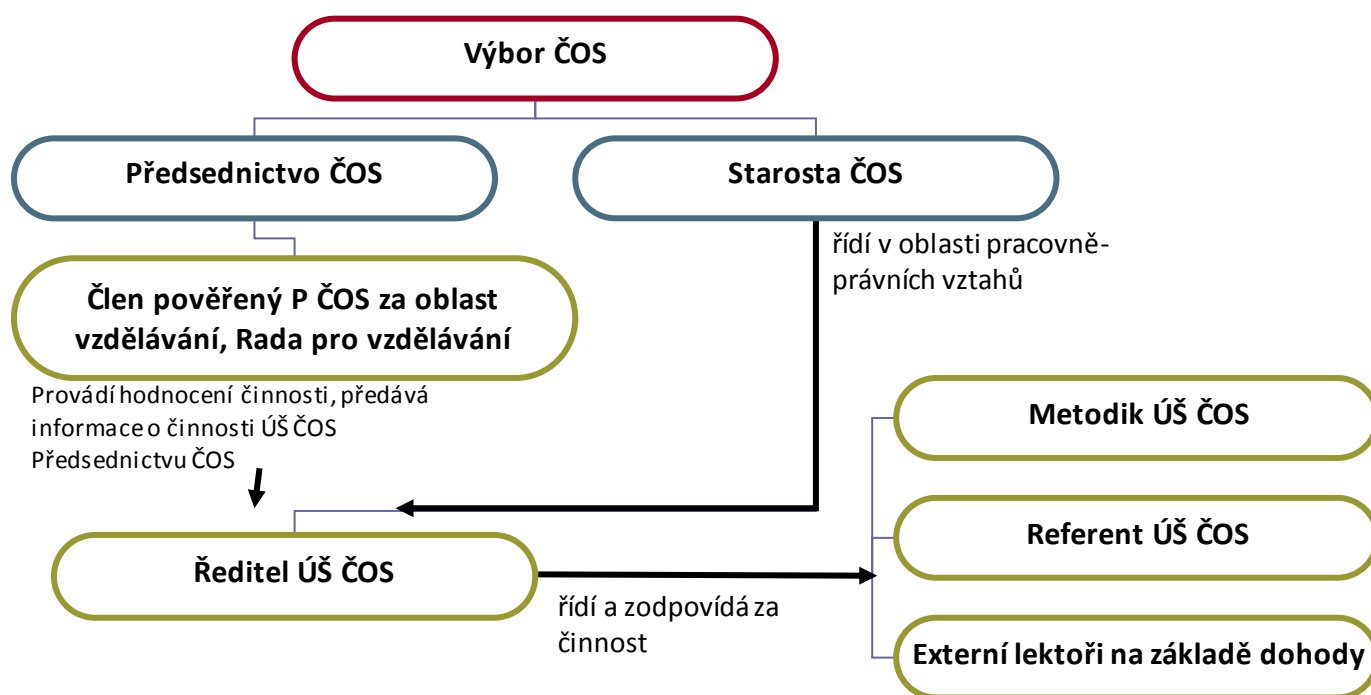 Výbor ČOS
Předsednictvo ČOS
Starosta ČOS
řídí v oblasti pracovně-
právních vztahů
Člen pověřený P ČOS za oblast
vzdělávání, Rada pro vzdělávání
Provádí hodnocení činnosti, předává
informace o činnosti ÚŠ ČOS
Předsednictvu ČOS
Metodik ÚŠ ČOS
Referent ÚŠ ČOS
Ředitel ÚŠ ČOS
řídí a zodpovídá za
činnost
Externí lektoři na základě dohody